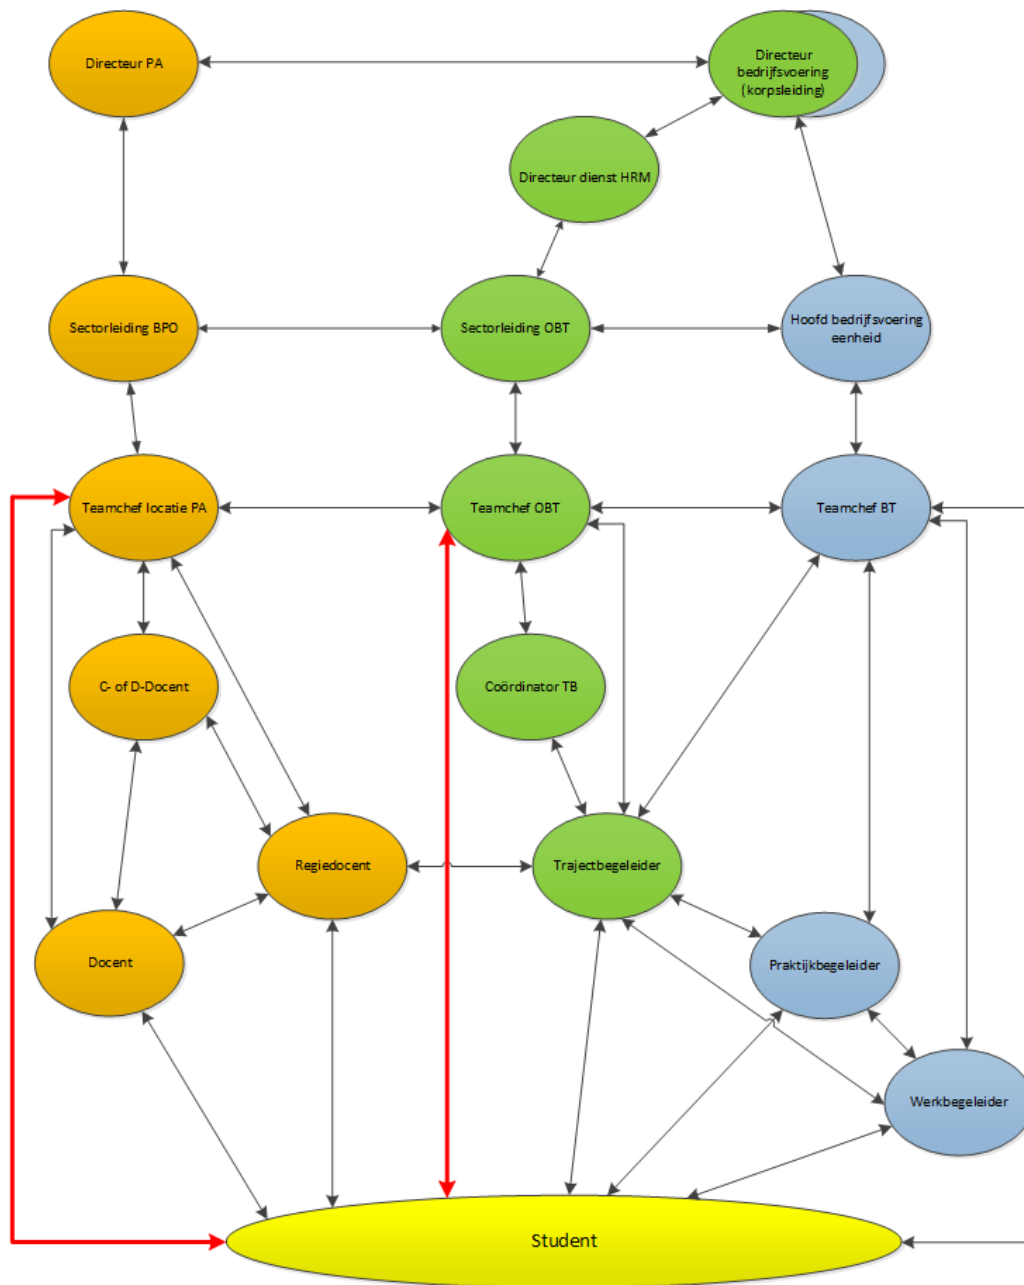 Directeur PA
Directeur
bedrijfsvoering
(korpsleiding)
Directeur dienst HRM
Sectorleiding BPO
Sectorleiding OBT
Hoofd bedrijfsvoering
eenheid
Teamchef locatie PA
Teamchef OBT
Teamchef BT
C- of D-Docent
Coördinator TB
Regiedocent
Trajectbegeleider
Docent
Praktijkbegeleider
Werkbegeleider
Student